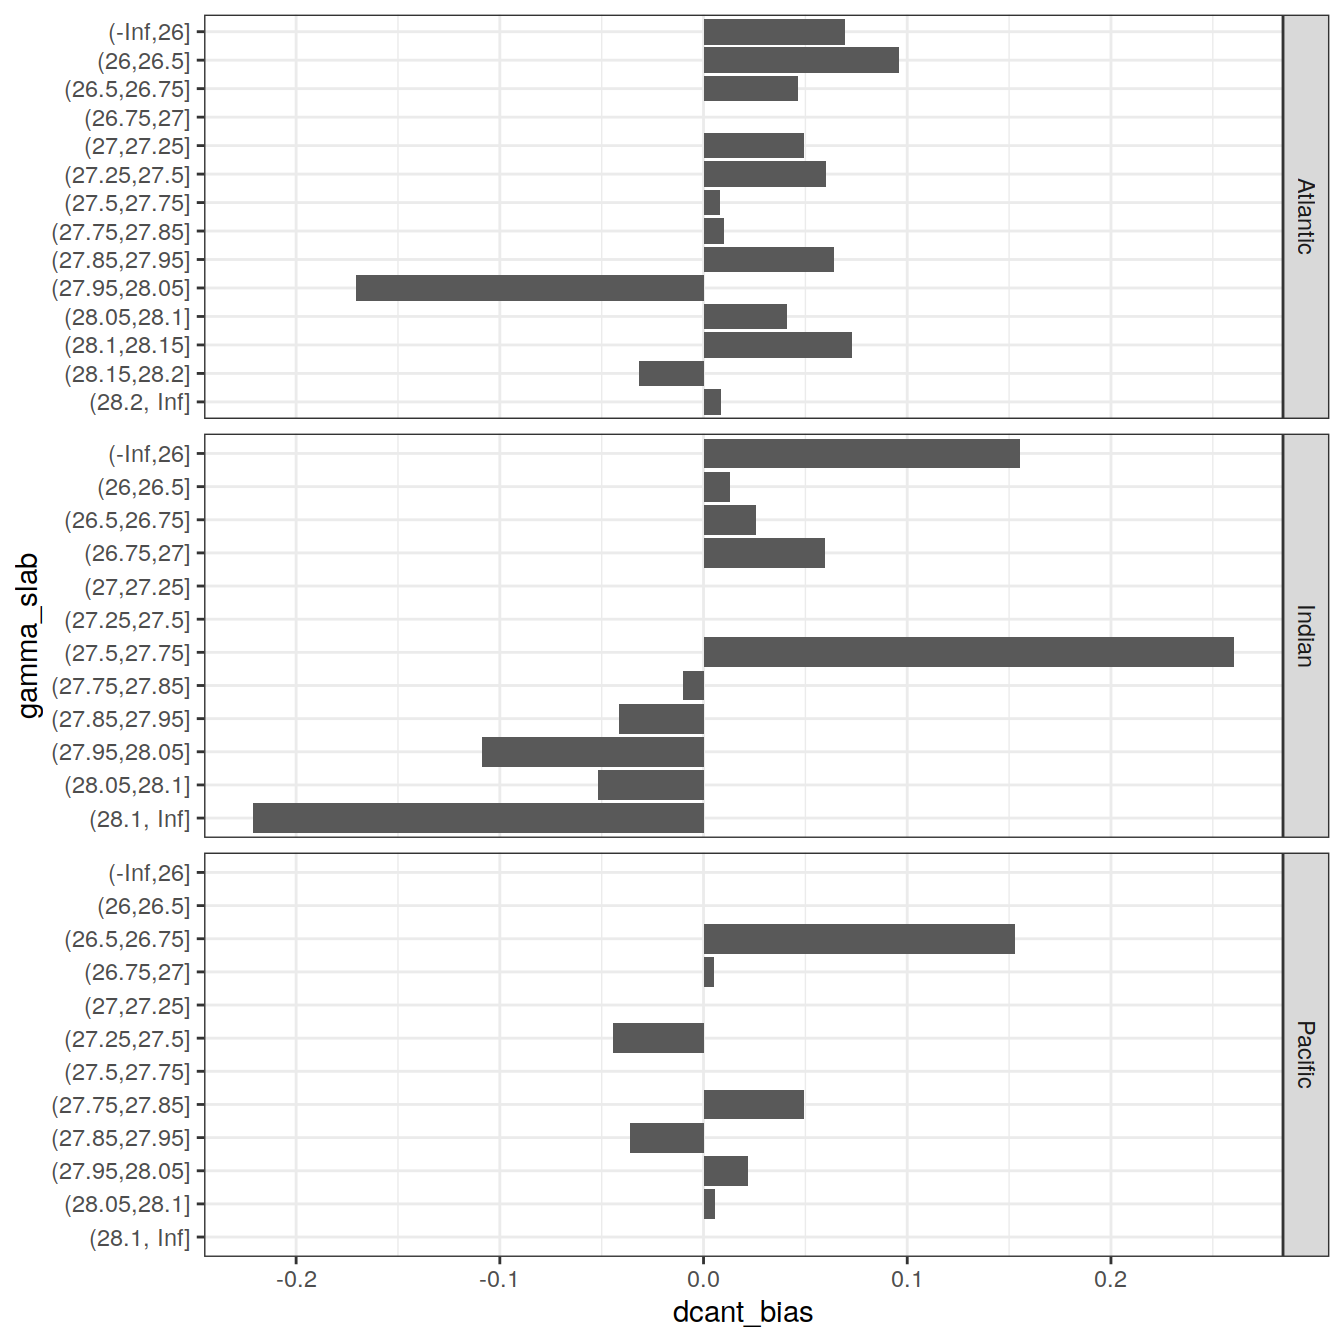 (-Inf,26]
(26,26.5]
(26.5,26.75]
(26.75,27]
(27,27.25]
(27.25,27.5]
(27.5,27.75]
(27.75,27.85]
(27.85,27.95]
(27.95,28.05]
(28.05,28.1]
(28.1,28.15]
(28.15,28.2]
(28.2, Inf]
Atlantic
gamma_slab
(-Inf,26]
(26,26.5]
(26.5,26.75]
(26.75,27]
(27,27.25]
(27.25,27.5]
(27.5,27.75]
(27.75,27.85]
(27.85,27.95]
(27.95,28.05]
(28.05,28.1]
(28.1, Inf]
Indian
(-Inf,26]
(26,26.5]
(26.5,26.75]
(26.75,27]
(27,27.25]
(27.25,27.5]
(27.5,27.75]
(27.75,27.85]
(27.85,27.95]
(27.95,28.05]
(28.05,28.1]
(28.1, Inf]
Pacific
-0.2 -0.1 0.0 0.1 0.2
dcant_bias